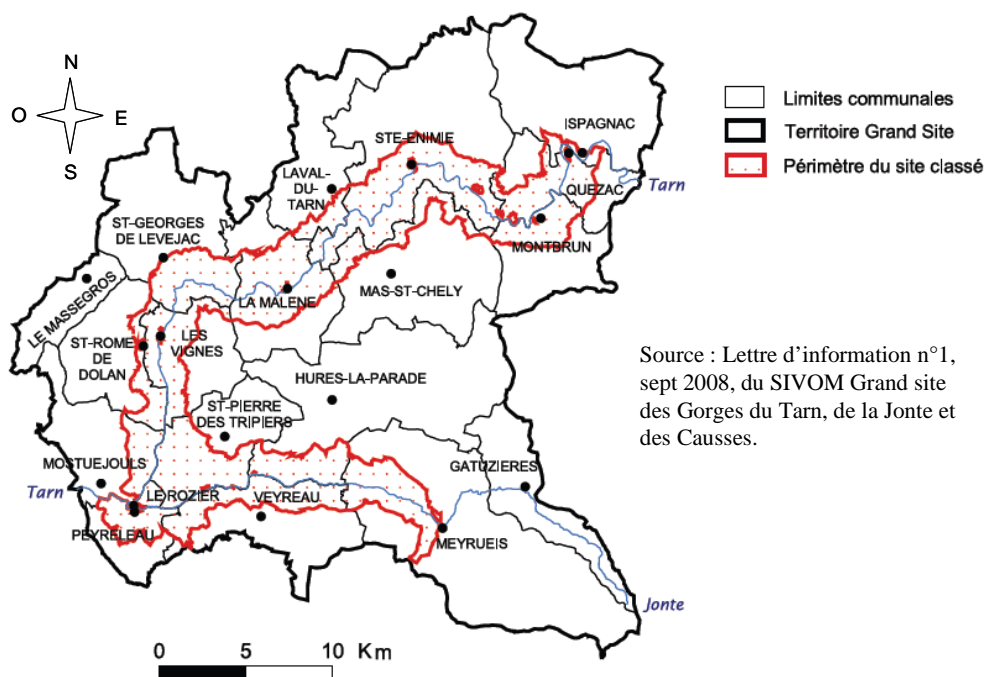 N
O
E
S
Limites communales
Territoire Grand Site
Périmètre du site classé
ISPAGNAC
STE-ENIMIE
LAVAL-
DU-
TARN
QUEZAC
Tarn
ST-GEORGES
DE LEVEJAC
MONTBRUN
LE MASSEGROS
LA MALENE
MAS-ST-CHELY
ST-ROME
DE
DOLAN
LES
VIGNES
HURES-LA-PARADE
ST-PIERRE
DES TRIPIERS
Source : Lettre d’information n°1,
sept 2008, du SIVOM Grand site
des Gorges du Tarn, de la Jonte et
des Causses.
MOSTUEJOULS
GATUZIERES
Tarn
LE ROZIER
VEYREAU
PEYRELEAU
MEYRUEIS
Jonte
0 5 10 Km